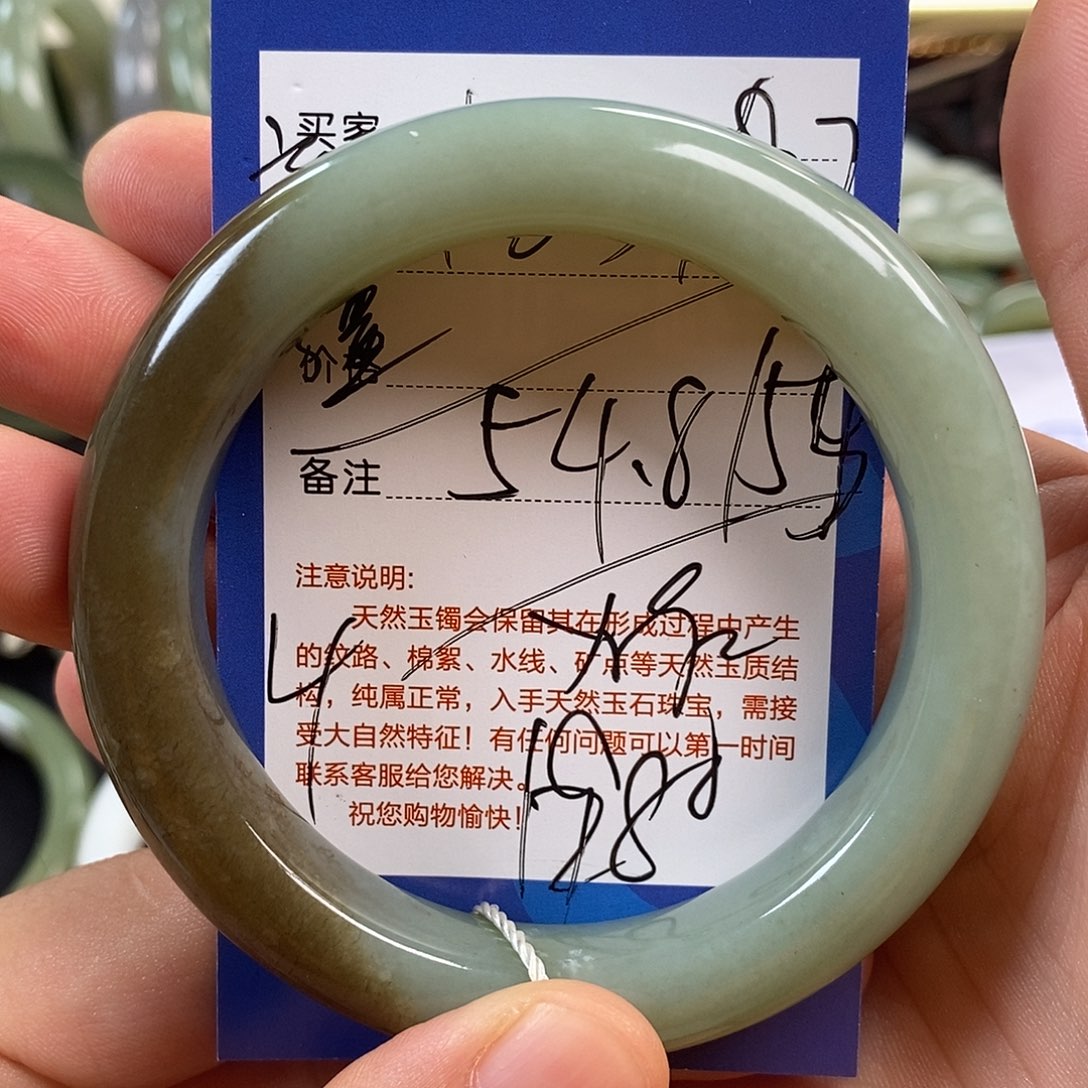 买家
价格
备注 54.8/54
注意说明:
天然玉镯会保留其在形成过程中产生
的纹路、棉絮、水线、矿点等天然玉质结
构，纯属正常，入手天然玉石珠宝，需接
受大自然特征！有任何问题可以第一时间
联系客服给您解决。
祝您购物愉快！